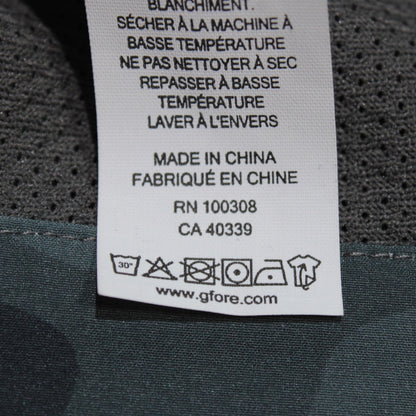 BLANCHIMENT.
SÉCHER À LA MACHINE À
BASSE TEMPÉRATURE
NE PAS NETTOYER À SEC
REPASSER À BASSE
TEMPÉRATURE
LAVER À L'ENVERS
MADE IN CHINA
FABRIQUÉ EN CHINE
RN 100308
CA 40339
30°
www.gfore.com